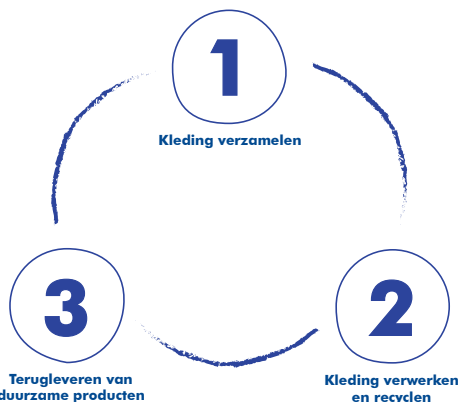 1
Kleding verzamelen
2
Kleding verwerken
en recyclen
3
Terugleveren van
duurzame producten